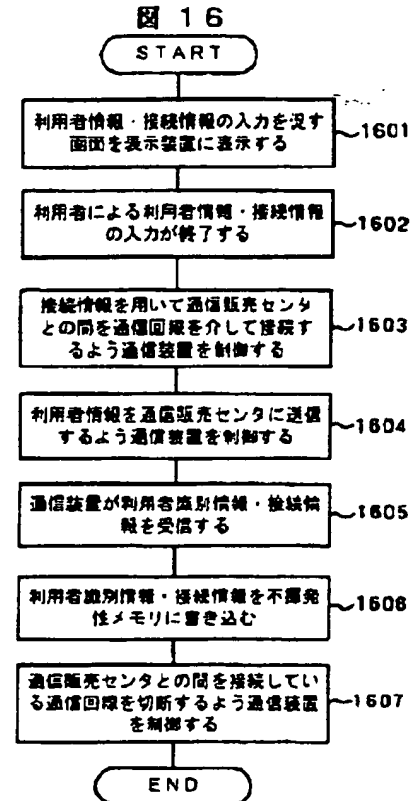 図 16
START
利用者情報・接続情報の入力を促す
画面を表示装置に表示する
1601
利用者による利用者情報・接続情報
の入力が終了する
1602
接続情報を用いて通信販売センタ
との間を通信回線を介して接続す
るよう通信装置を制御する
1603
利用者情報を通信販売センタに送信
するよう通信装置を制御する
1604
通信装置が利用者識別情報・接続情
報を受信する
1605
利用者識別情報・接続情報を不揮発
性メモリに書き込む
1606
通信販売センタとの間を接続してい
る通信回線を切断するよう通信装置
を制御する
1607
END